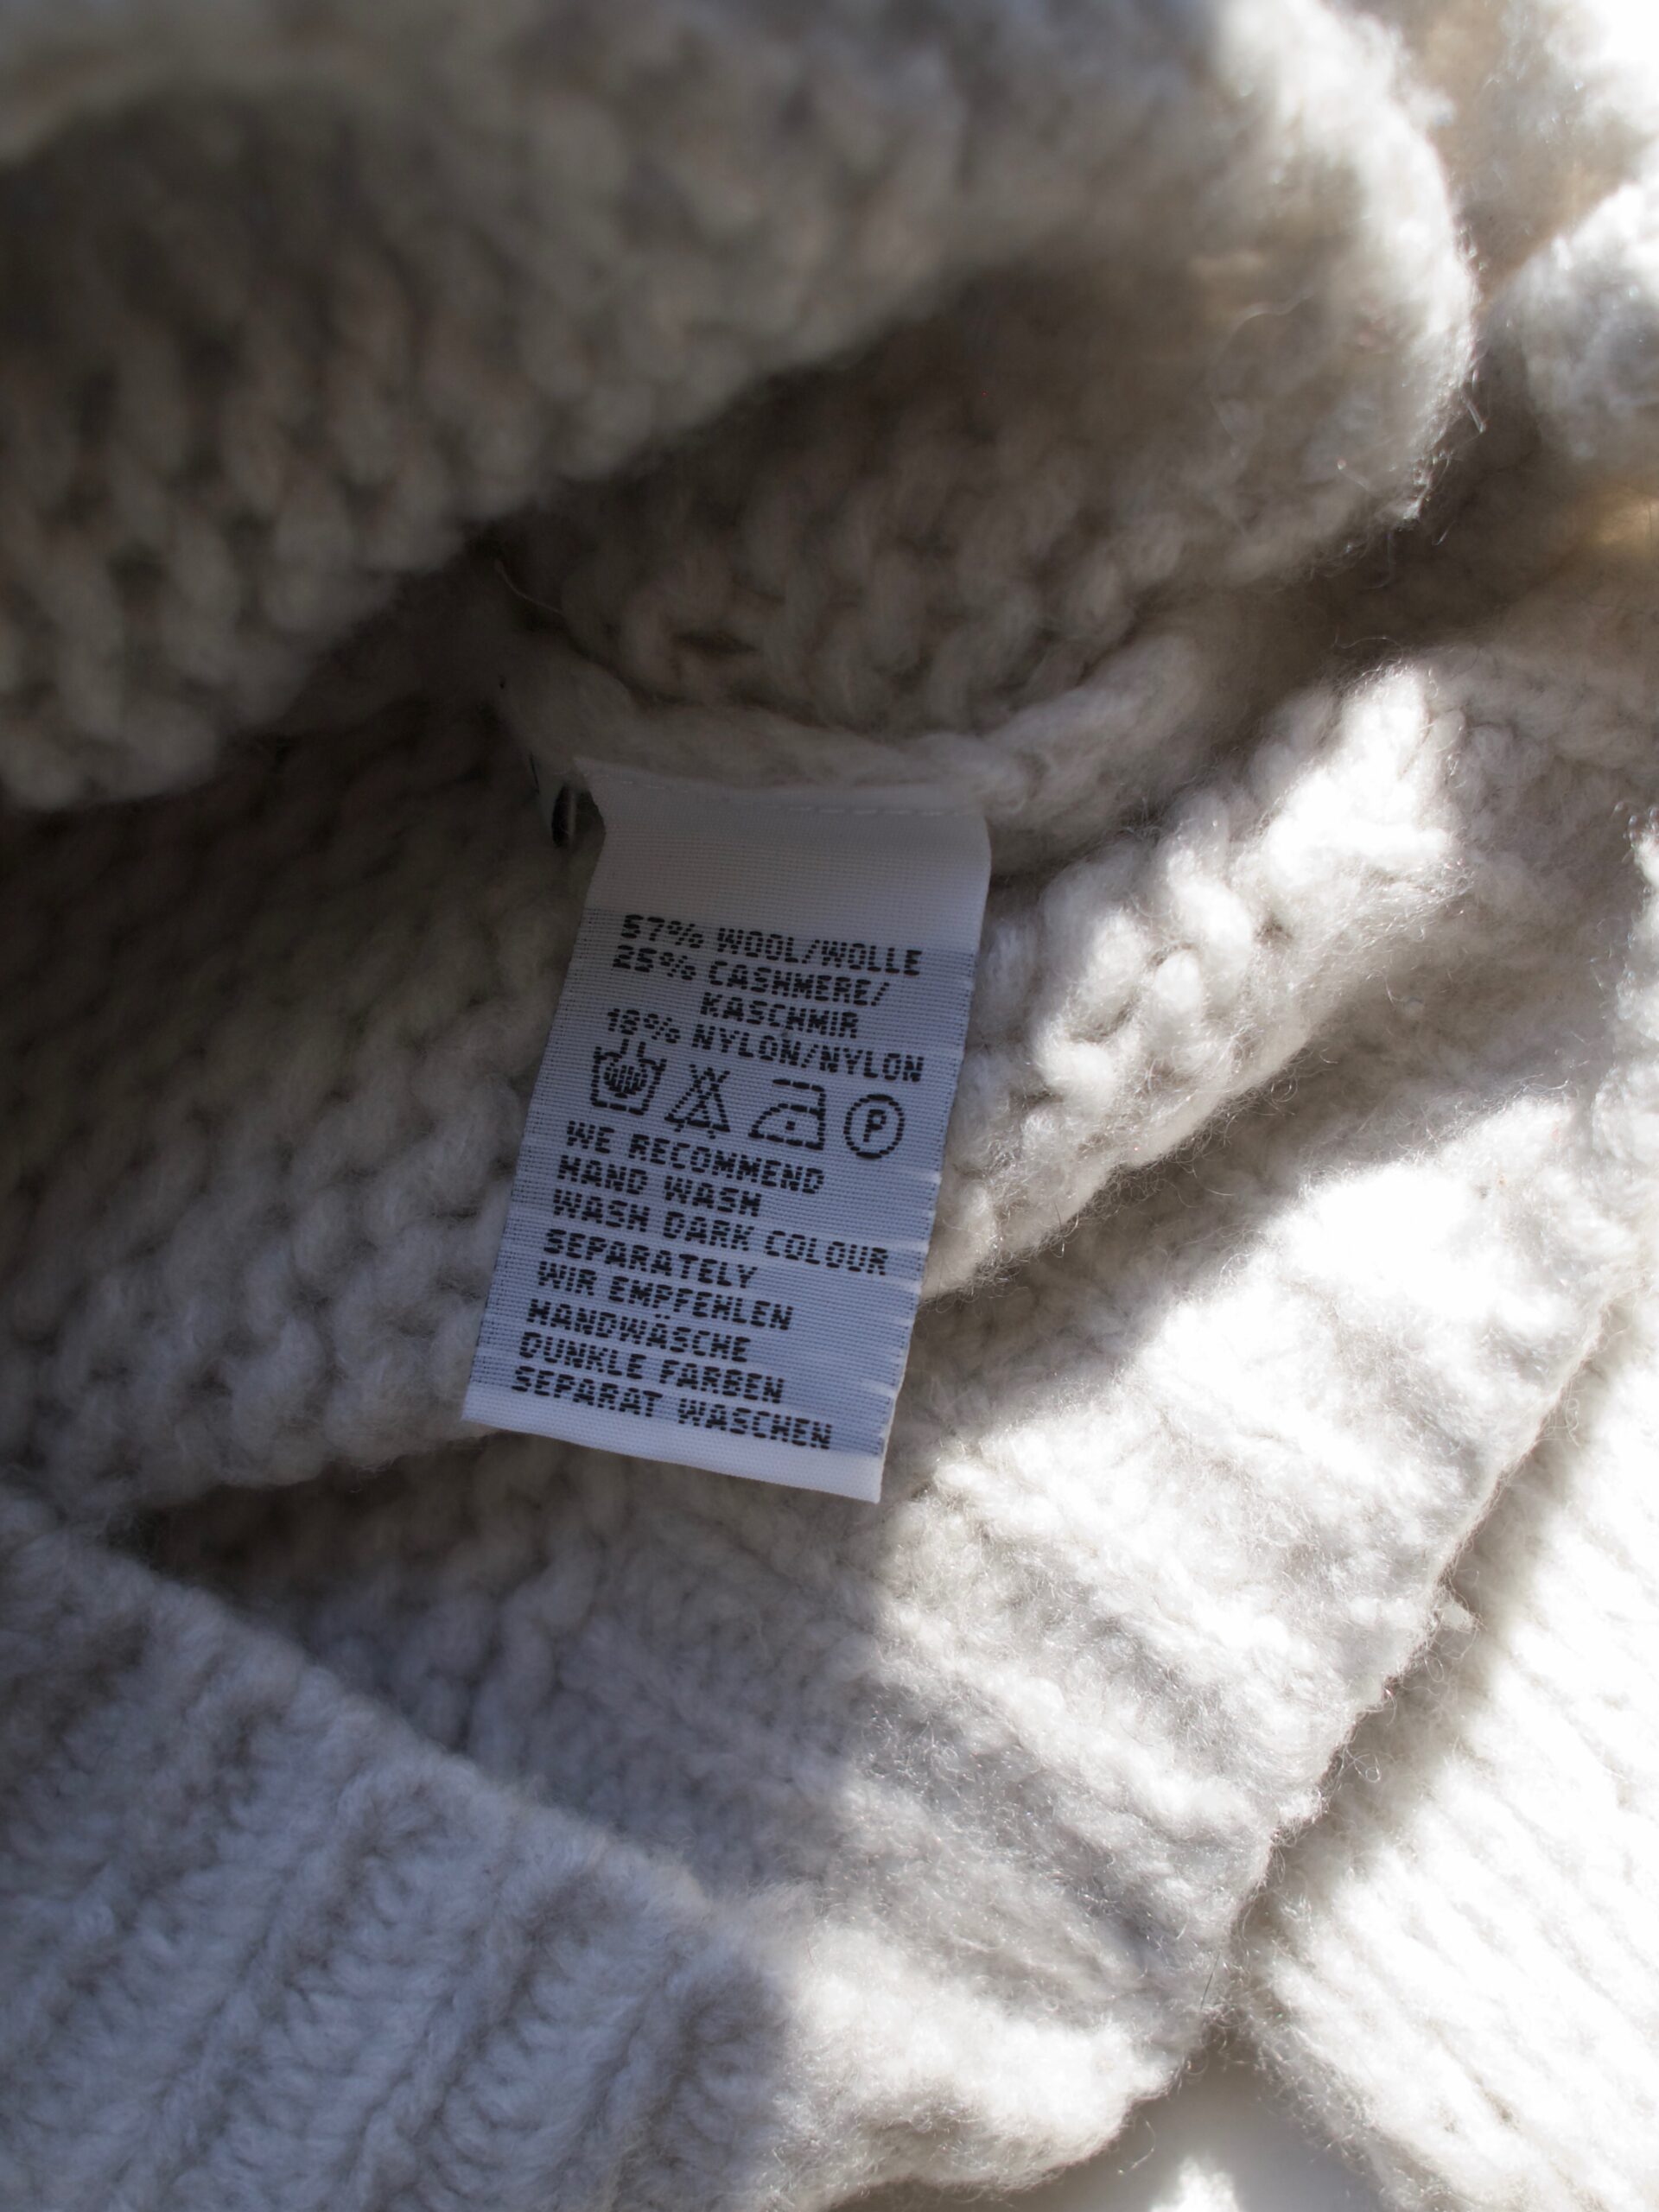 57% WOOL/WOLLE
25% CASHMERE/
KASCHMIR
18% NYLON/NYLON
P
WE RECOMMEND
HAND WASH
WASH DARK COLOUR
SEPARATELY
WIR EMPFEHLEN
HANDWÄSCHE
DUNKLE FARBEN
SEPARAT WASCHEN